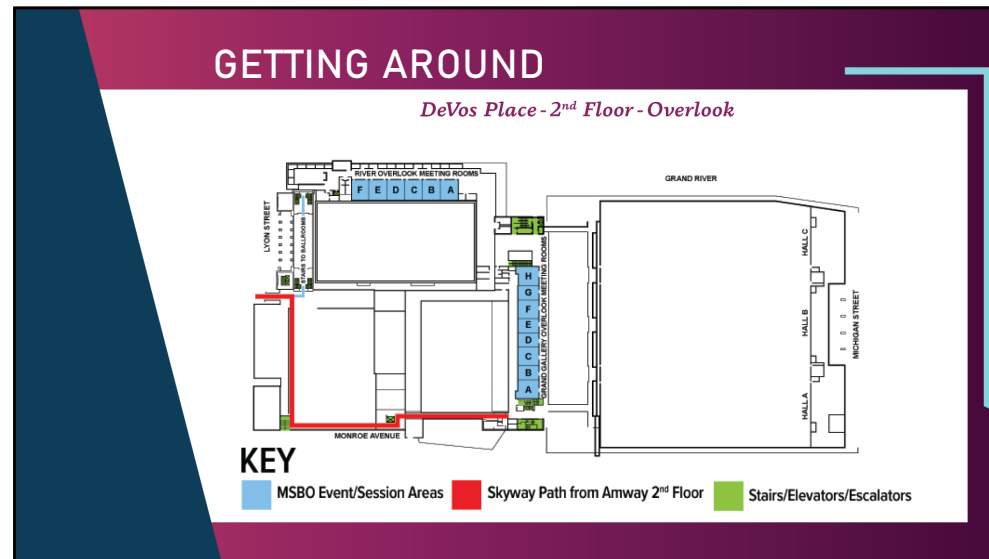 GETTING AROUND
DeVos Place - 2nd Floor - Overlook
RIVER OVERLOOK MEETING ROOMS
F E D C B A
GRAND RIVER
LYON STREET
STAIRS TO BALLROOMS
H
G
F
E
D
C
B
A
GRAND GALLERY OVERLOOK MEETING ROOMS
HALL C
HALL B
HALL A
MICHIGAN STREET
MONROE AVENUE
KEY
MSBO Event/Session Areas
Skyway Path from Amway 2nd Floor
Stairs/Elevators/Escalators